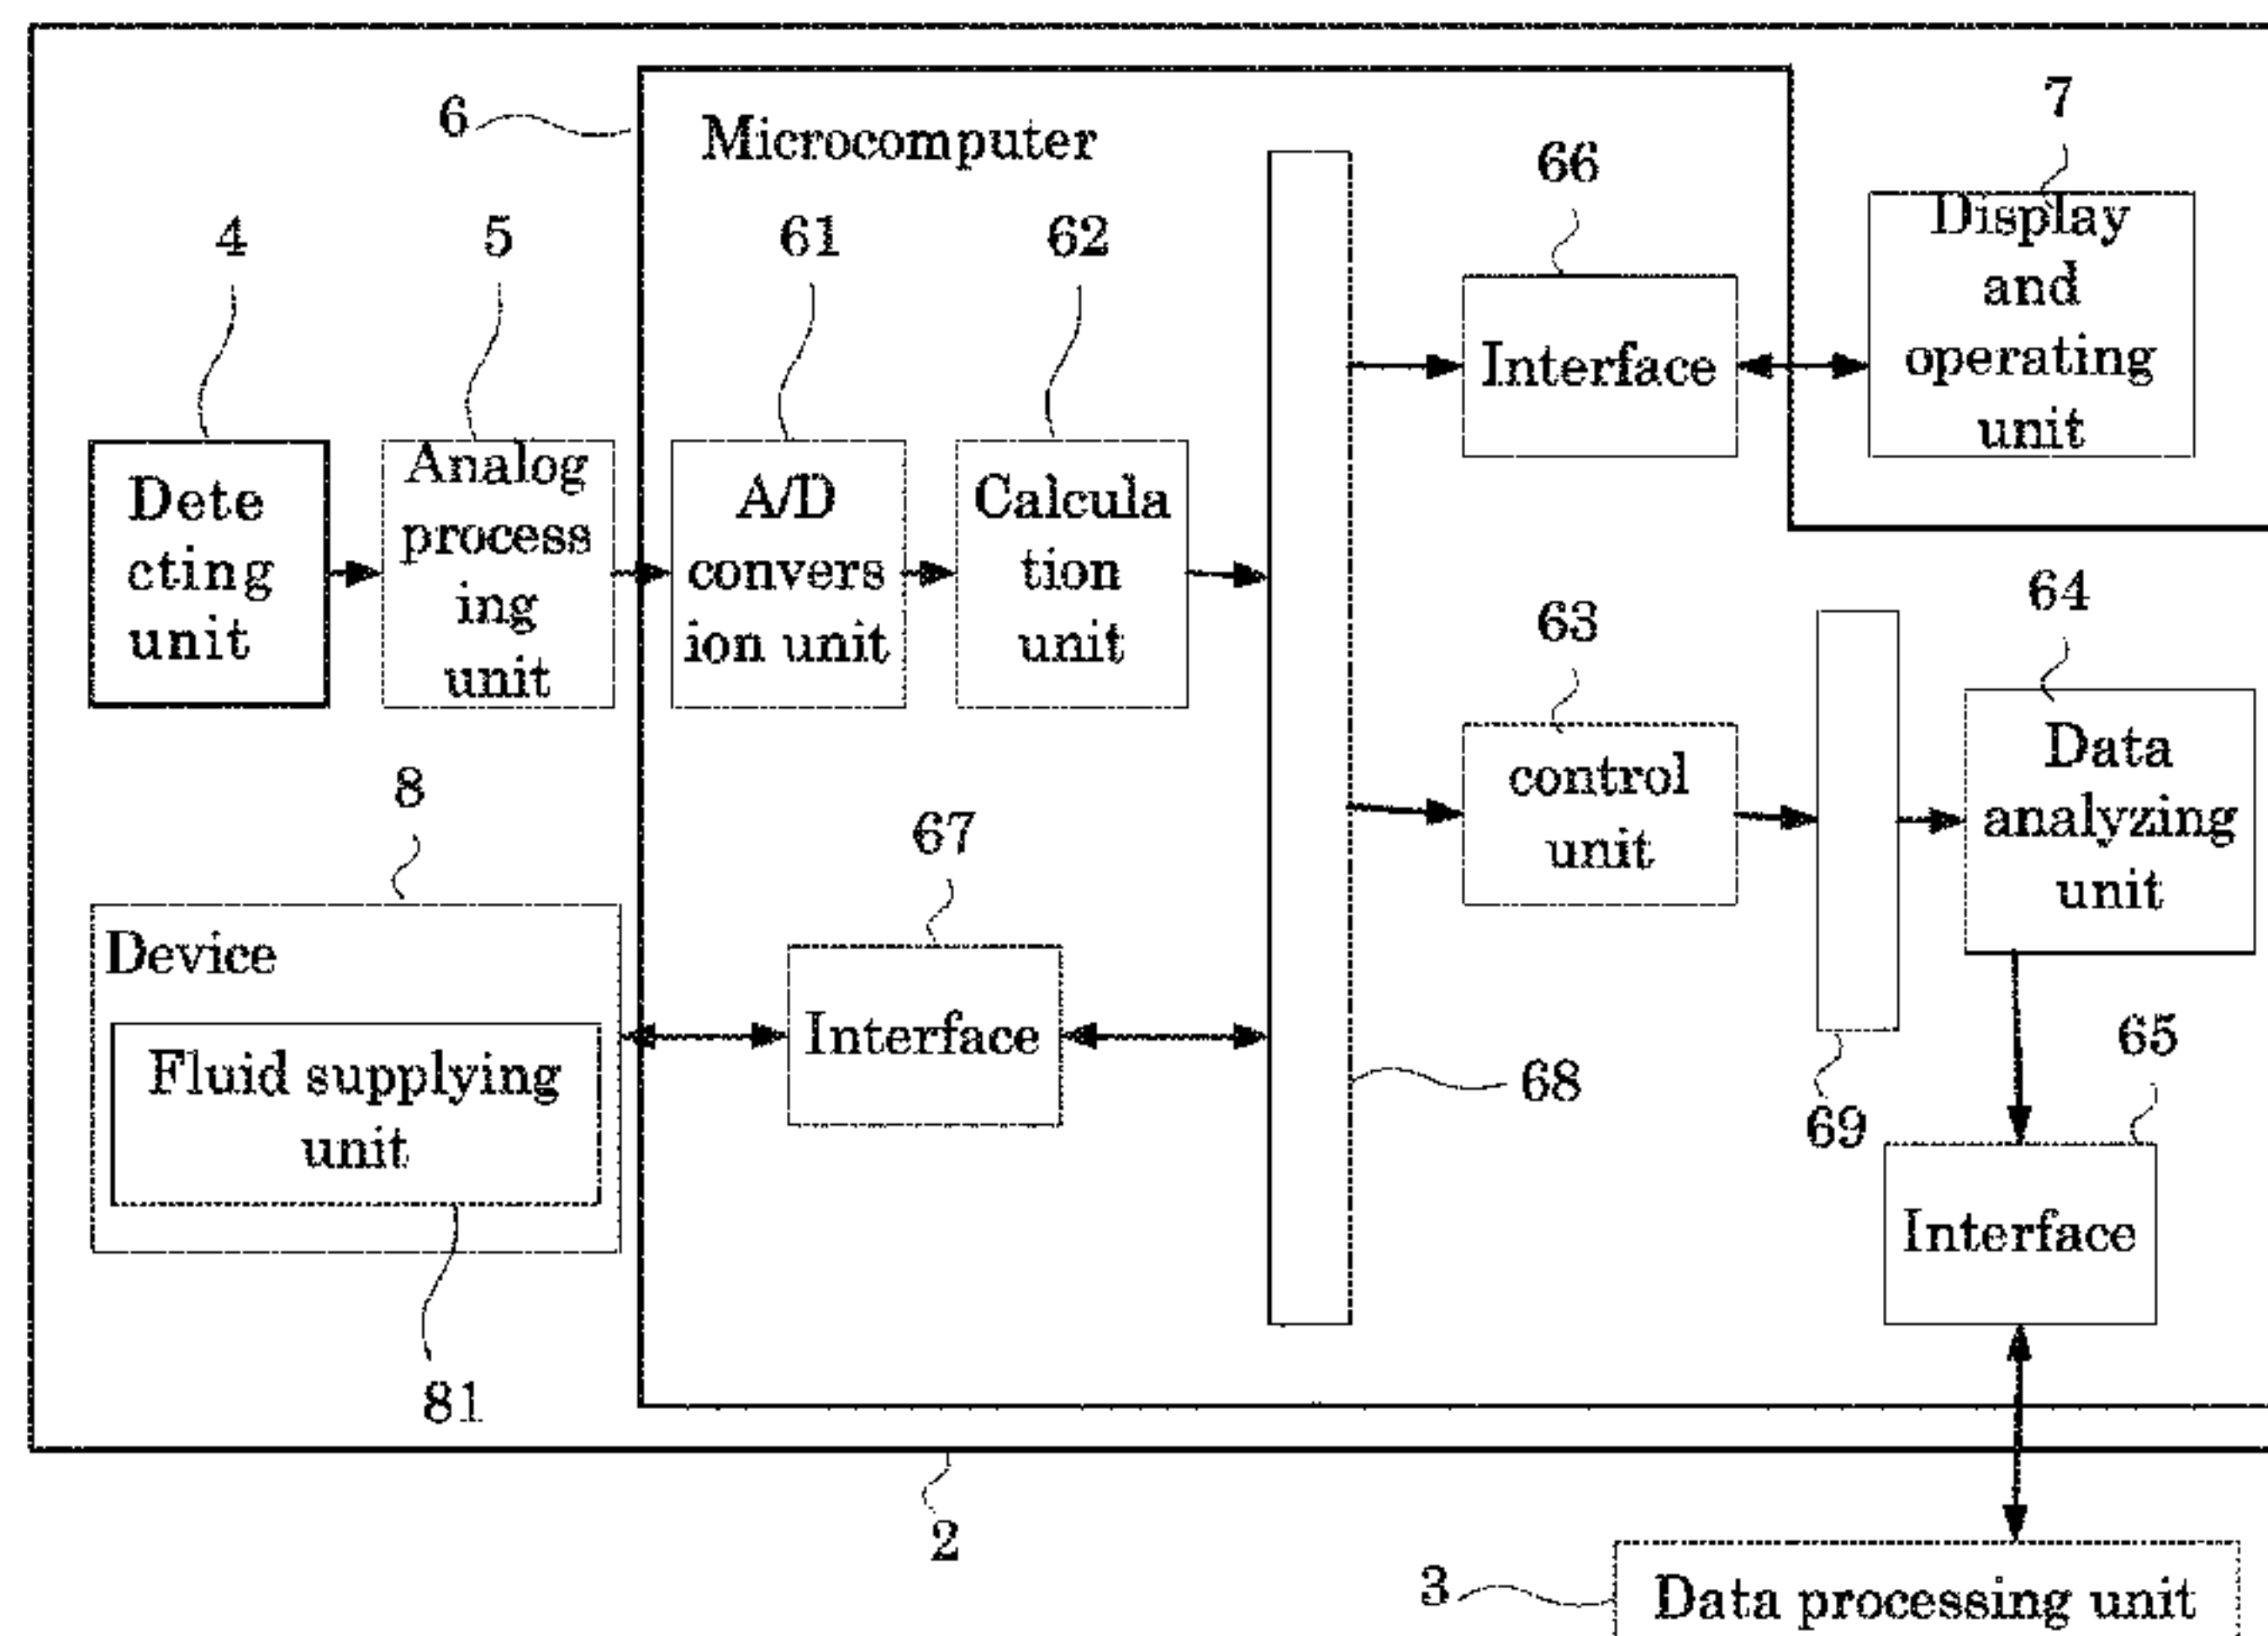 6
Microcomputer
7
66
4
5
61
62
Display
and
operating
unit
Interface
Dete
cting
unit
Analog
process
ing
unit
A/D
convers
ion unit
Calcula
tion
unit
63
control
unit
64
Data
analyzing
unit
8
Device
Fluid supplying
unit
81
67
Interface
68
69
65
Interface
2
3
Data processing unit